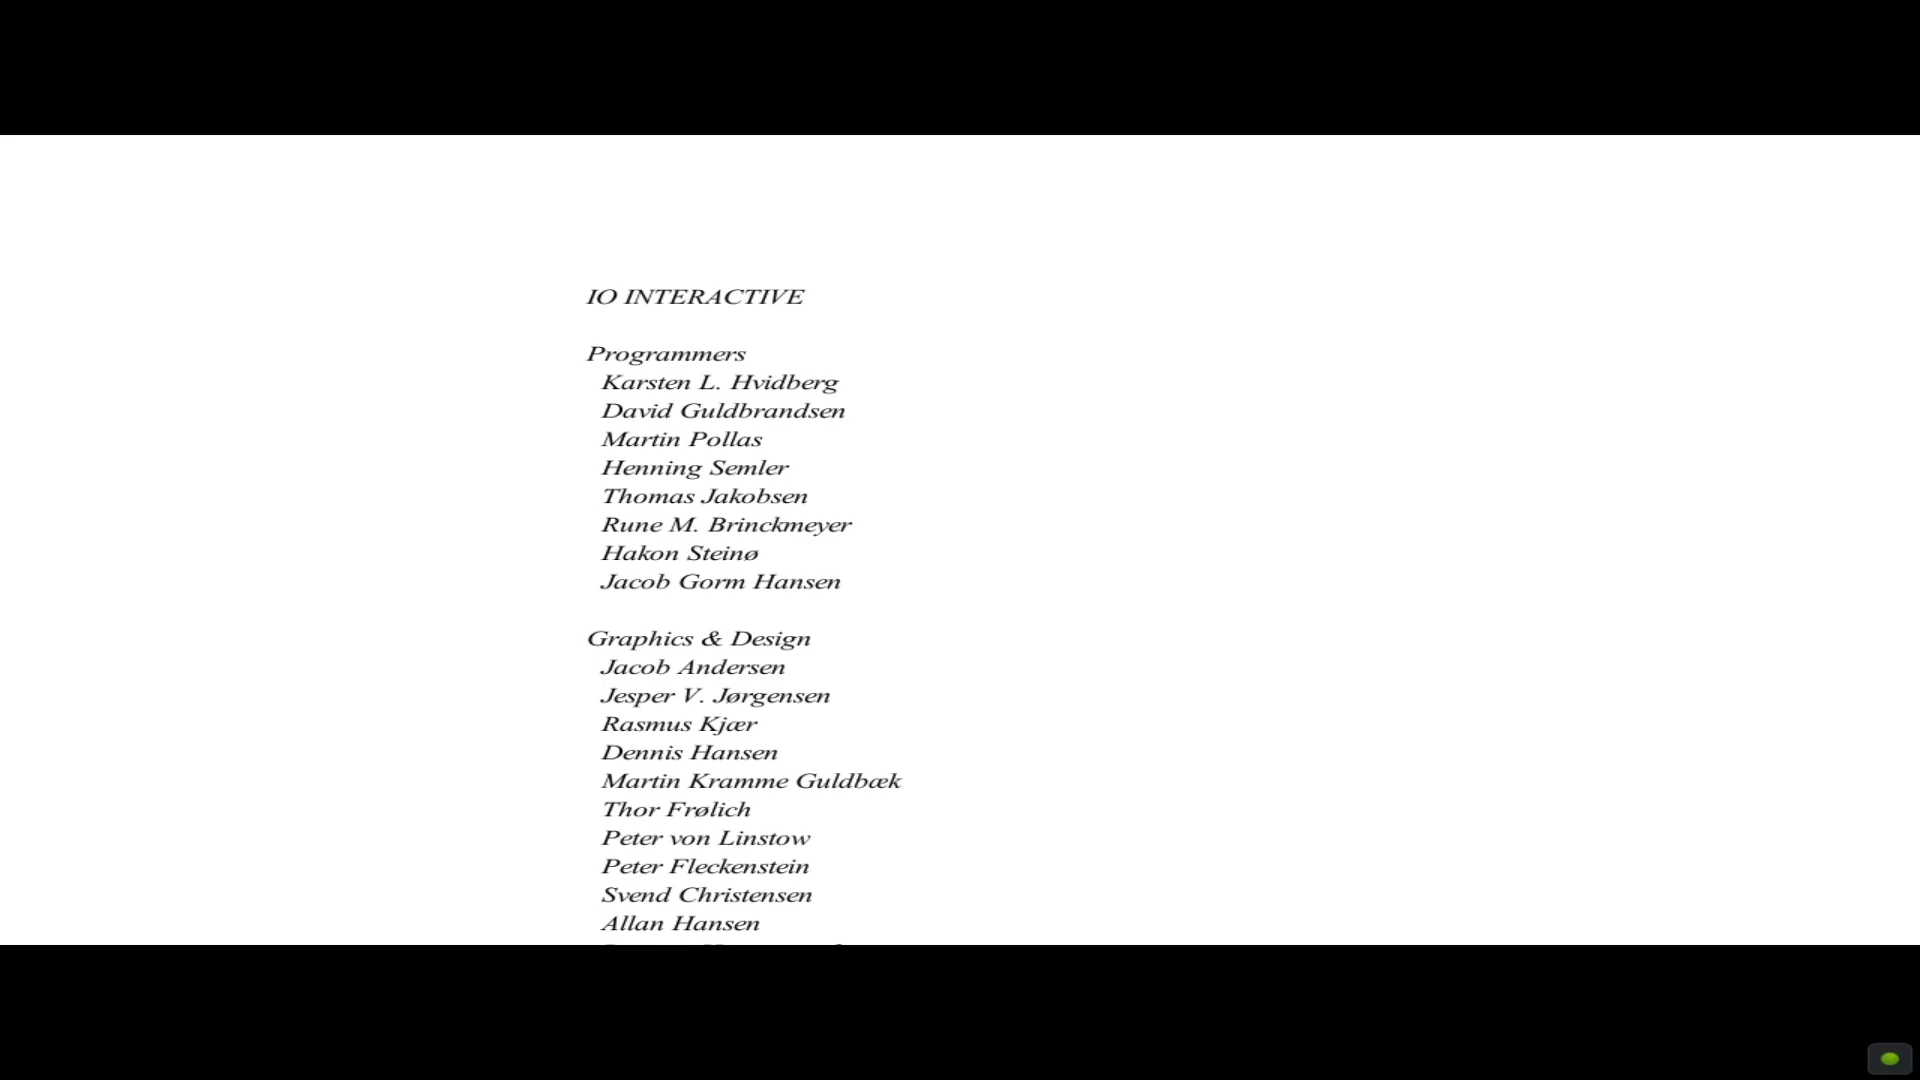 IO INTERACTIVE
Programmers
Karsten L. Hvidberg
David Guldbrandsen
Martin Pollas
Henning Semler
Thomas Jakobsen
Rune M. Brinckmeyer
Hakon Steinø
Jacob Gorm Hansen
Graphics & Design
Jacob Andersen
Jesper V. Jørgensen
Rasmus Kjær
Dennis Hansen
Martin Kramme Guldbæk
Thor Frølich
Peter von Linstow
Peter Fleckenstein
Svend Christensen
Allan Hansen